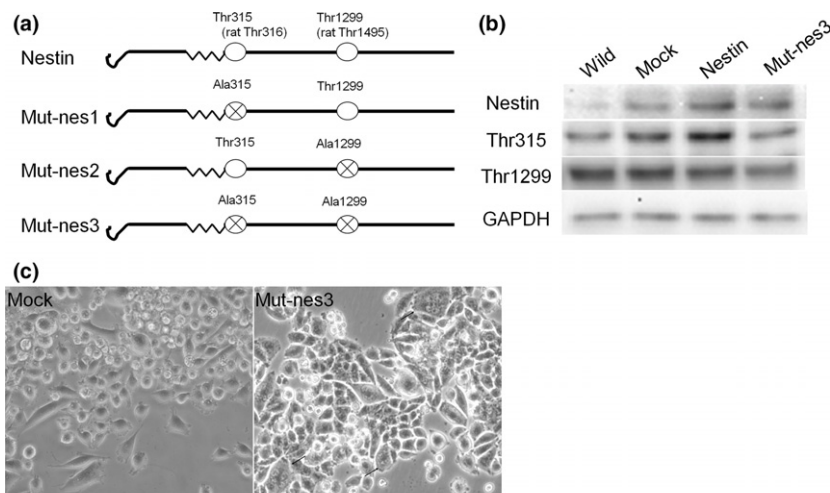 (a)
Thr315 Thr1299
(rat Thr316) (rat Thr1495)
Nestin
Ala315 Thr1299
Mut-nes1
Thr315 Ala1299
Mut-nes2
Ala315 Ala1299
Mut-nes3
(b)
Wild Mock Nestin Mut-nes3
Nestin
Thr315
Thr1299
GAPDH
(c)
Mock Mut-nes3